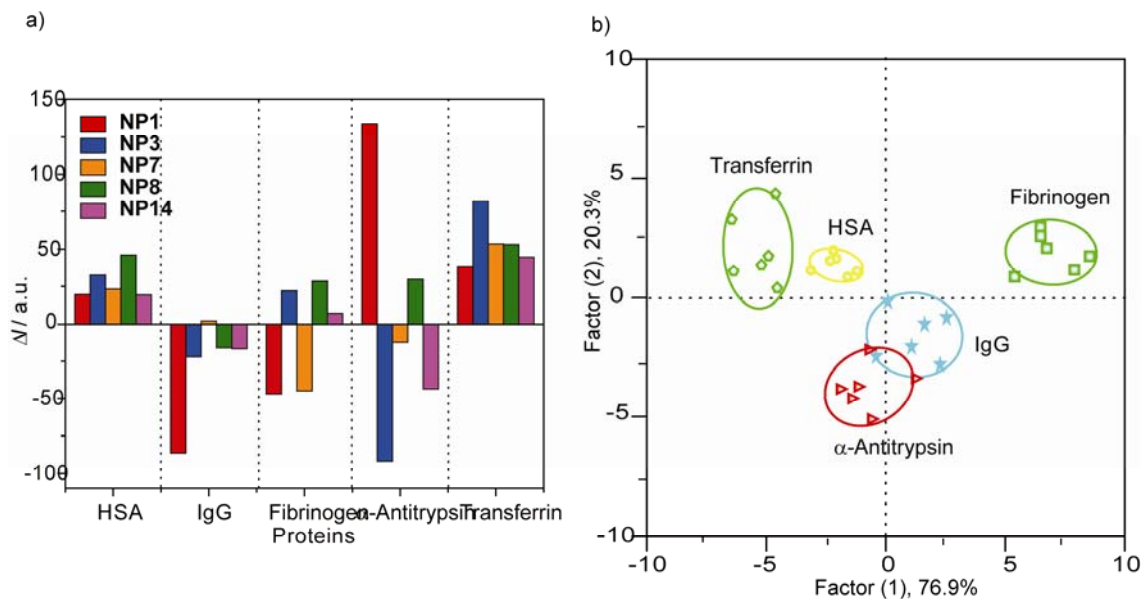 a)
150
100
50
0
-50
-100
ΔI / a.u.
NP1
NP3
NP7
NP8
NP14
HSA
IgG
Fibrinogen
α-Antitrypsin
Transferrin
Proteins
b)
10
5
0
-5
-10
Factor (2), 20.3%
Transferrin
HSA
Fibrinogen
IgG
α-Antitrypsin
-10
-5
0
5
10
Factor (1), 76.9%